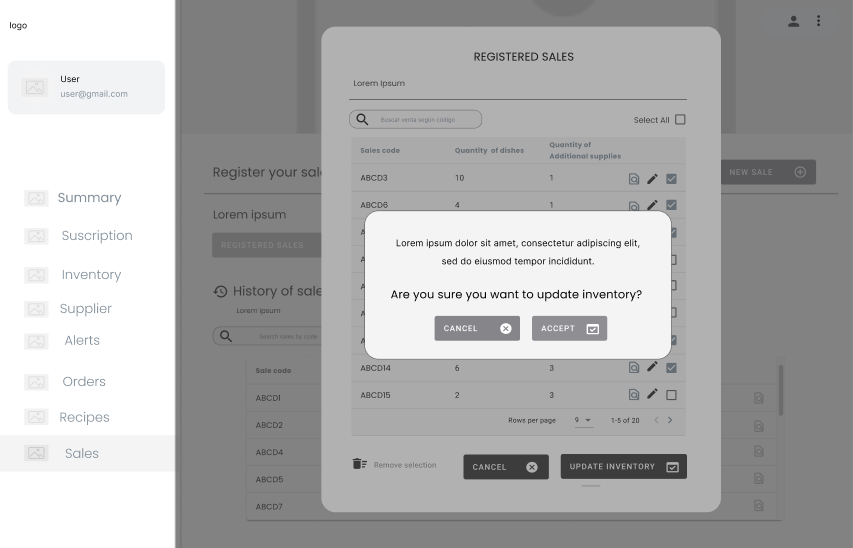 logo
User
user@gmail.com
Summary
Suscription
Inventory
Supplier
Alerts
Orders
Recipes
Sales
Register your sal
NEW SALE
Lorem ipsum
REGISTERED SALES
History of sale
Lorem ipsum
Search sales by code
Sale code
ABCD1
ABCD2
ABCD4
ABCD5
ABCD7
REGISTERED SALES
Lorem Ipsum
Buscar venta según código
Select All
Sales code Quantity of dishes Quantity of
Additional supplies
ABCD3 10 1
ABCD6 4 1
A
A
A
A
A
ABCD14 6 3
ABCD15 2 3
Rows per page 9 1-5 of 20
Remove selection CANCEL UPDATE INVENTORY
Lorem ipsum dolor sit amet, consectetur adipiscing elit,
sed do eiusmod tempor incididunt.
Are you sure you want to update inventory?
CANCEL ACCEPT